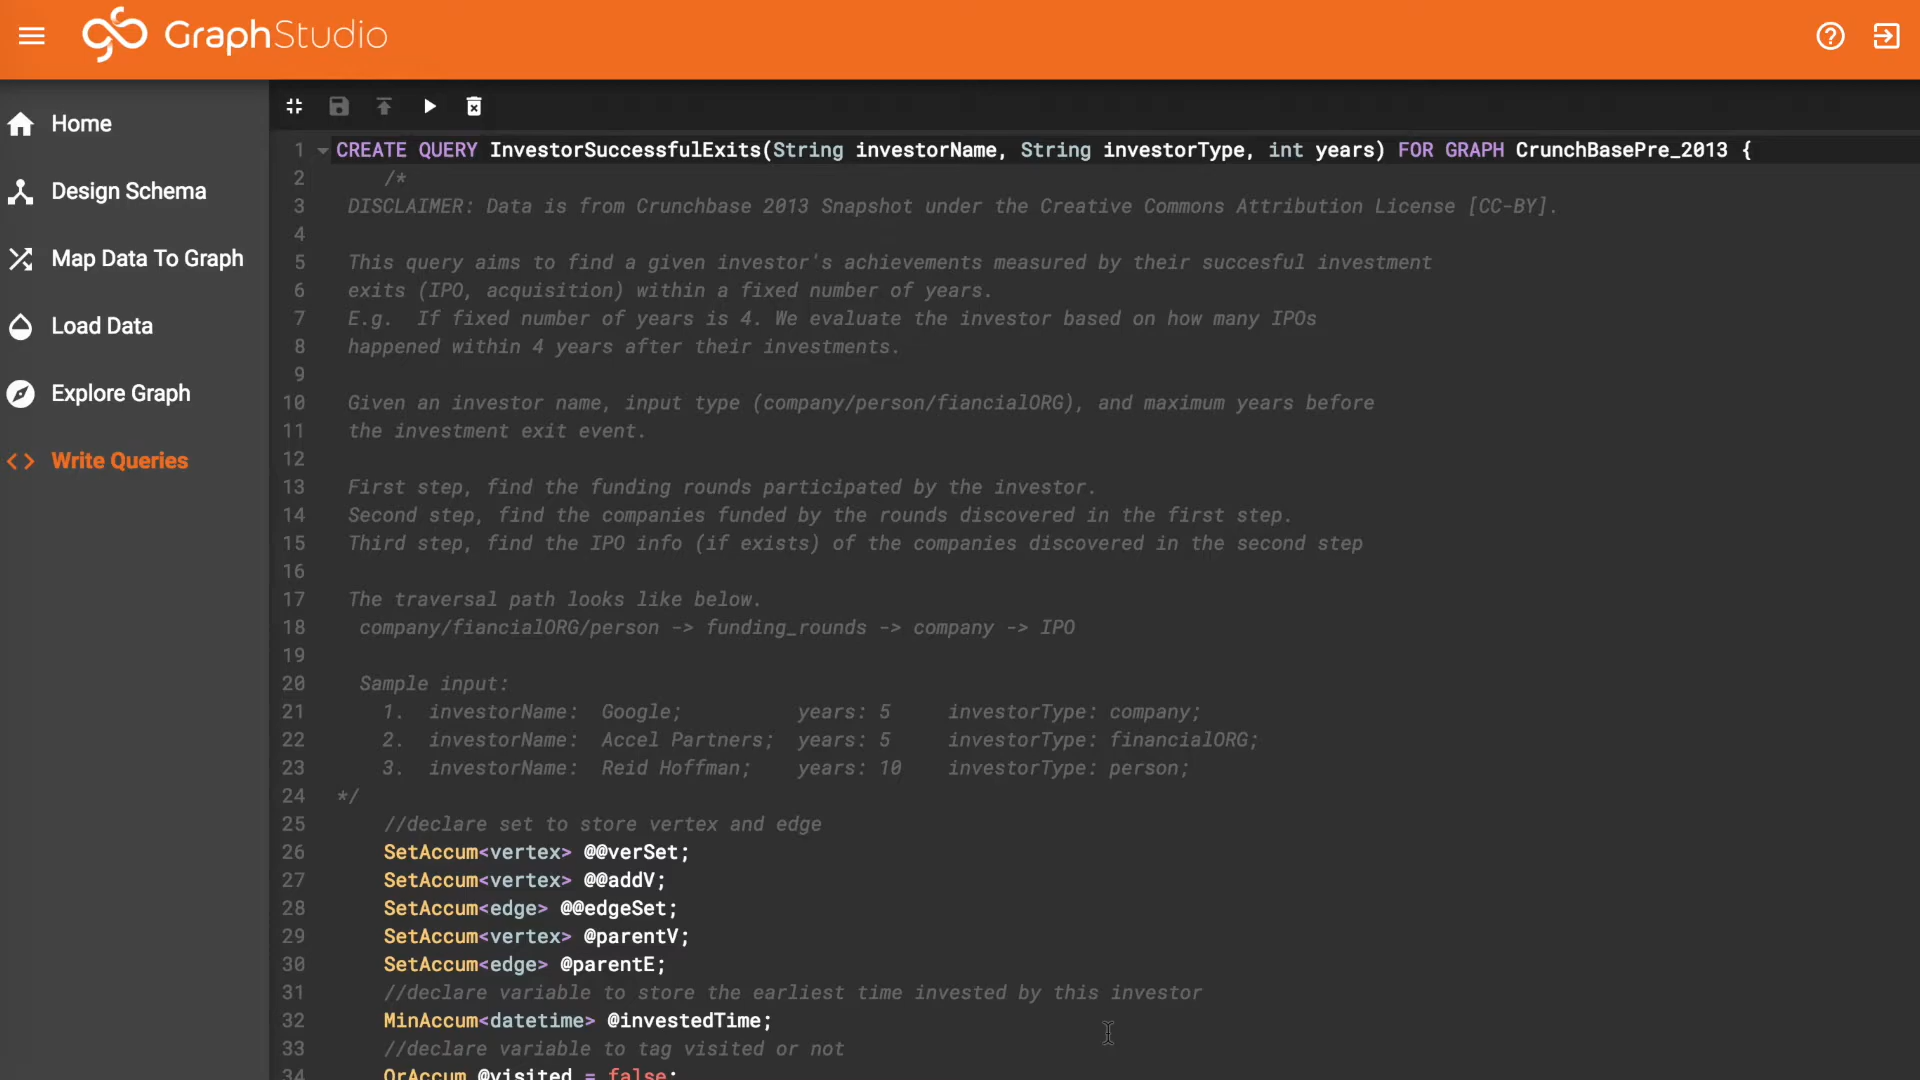 GraphStudio
Home
Design Schema
Map Data To Graph
Load Data
Explore Graph
Write Queries
1 CREATE QUERY InvestorSuccessfulExits(String investorName, String investorType, int years) FOR GRAPH CrunchBasePre_2013 {
2 /*
3 DISCLAIMER: Data is from Crunchbase 2013 Snapshot under the Creative Commons Attribution License [CC-BY].
4
5 This query aims to find a given investor's achievements measured by their succesful investment
6 exits (IPO, acquisition) within a fixed number of years.
7 E.g.  If fixed number of years is 4. We evaluate the investor based on how many IPOs
8 happened within 4 years after their investments.
9
10 Given an investor name, input type (company/person/fiancialORG), and maximum years before
11 the investment exit event.
12
13 First step, find the funding rounds participated by the investor.
14 Second step, find the companies funded by the rounds discovered in the first step.
15 Third step, find the IPO info (if exists) of the companies discovered in the second step
16
17 The traversal path looks like below.
18 company/fiancialORG/person -> funding_rounds -> company -> IPO
19
20 Sample input:
21 1. investorName: Google; years: 5 investorType: company;
22 2. investorName: Accel Partners; years: 5 investorType: financialORG;
23 3. investorName: Reid Hoffman; years: 10 investorType: person;
24 */
25 //declare set to store vertex and edge
26 SetAccum<vertex> @@verSet;
27 SetAccum<vertex> @@addV;
28 SetAccum<edge> @@edgeSet;
29 SetAccum<vertex> @parentV;
30 SetAccum<edge> @parentE;
31 //declare variable to store the earliest time invested by this investor
32 MinAccum<datetime> @investedTime;
33 //declare variable to tag visited or not
34 OrAccum @visited = false;